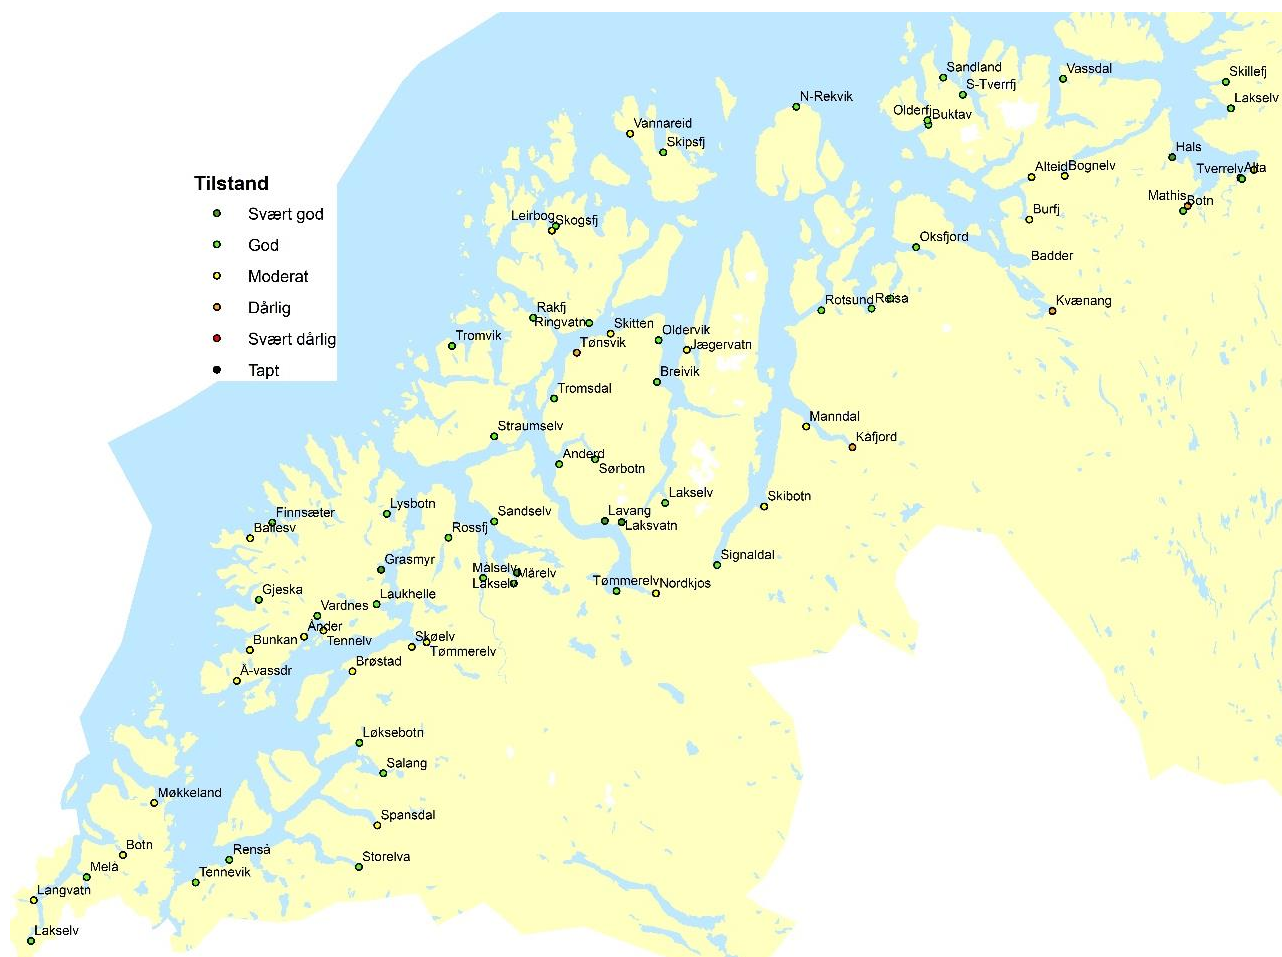 Sandland
Vassdal
Skillefj
S-Tverrfj
N-Rekvik
Lakselv
Olderfj
Buktav
Vannareid
Skipsfj
Hals
Alteid
Bognelv
Tverrelv
Alta
Tilstand
Svært god
God
Moderat
Dårlig
Svært dårlig
Tapt
Mathis
Botn
Burfj
Leirbog
Skogsfj
Oksfjord
Badder
Rakfj
Ringvatn
Skitten
Rotsund
Reisa
Kvænang
Tromvik
Tønsvik
Oldervik
Jægervatn
Breivik
Tromsdal
Straumselv
Manndal
Kåfjord
Anderd
Sørbotn
Lakselv
Skibotn
Finnsæter
Ballesv
Lysbotn
Rossfj
Sandselv
Lavang
Laksvatn
Grasmyr
Målselv
Mårelv
Lakselv
Signaldal
Tømmerelv
Nordkjos
Gjeska
Laukhelle
Vardnes
Ånder
Tennelv
Bunkan
Skøelv
Tømmerelv
Brøstad
Å-vassdr
Løksebotn
Salang
Møkkeland
Spansdal
Botn
Renså
Storelva
Melå
Tennevik
Langvatn
Lakselv